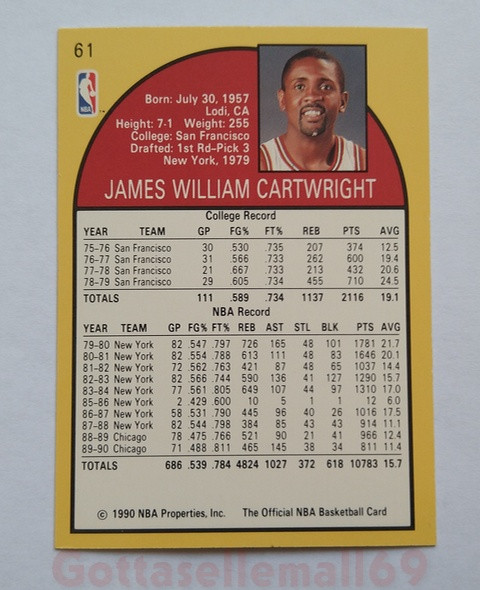 61
NBA
Born: July 30, 1957
Lodi, CA
Height: 7-1 Weight: 255
College: San Francisco
Drafted: 1st Rd-Pick 3
New York, 1979
JAMES WILLIAM CARTWRIGHT
College Record
YEAR TEAM GP FG% FT% REB PTS AVG
75-76 San Francisco 30 .530 .735 207 374 12.5
76-77 San Francisco 31 .566 .733 262 600 19.4
77-78 San Francisco 21 .667 .733 213 432 20.6
78-79 San Francisco 29 .605 .734 455 710 24.5
TOTALS 111 .589 .734 1137 2116 19.1
NBA Record
YEAR TEAM GP FG% FT% REB AST STL BLK PTS AVG
79-80 New York 82 .547 .797 726 165 48 101 1781 21.7
80-81 New York 82 .554 .788 613 111 48 83 1646 20.1
81-82 New York 72 .562 .763 421 87 48 65 1037 14.4
82-83 New York 82 .566 .744 590 136 41 127 1290 15.7
83-84 New York 77 .561 .805 649 107 44 97 1310 17.0
85-86 New York 2 .429 .600 10 5 1 1 12 6.0
86-87 New York 58 .531 .790 445 96 40 26 1016 17.5
87-88 New York 82 .544 .798 384 85 43 43 914 11.1
88-89 Chicago 78 .475 .766 521 90 21 41 966 12.4
89-90 Chicago 71 .488 .811 465 145 38 34 811 11.4
TOTALS 686 .539 .784 4824 1027 372 618 10783 15.7
© 1990 NBA Properties, Inc. The Official NBA Basketball Card
Gottasellemall69